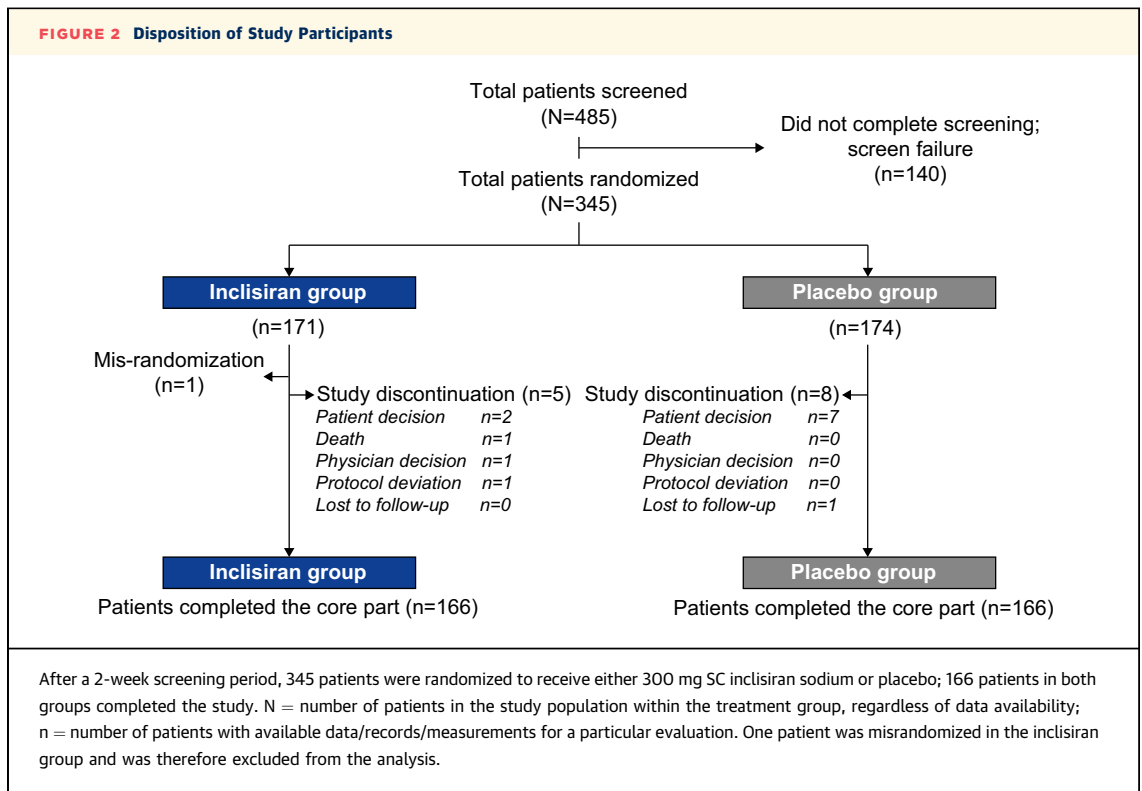 FIGURE 2 Disposition of Study Participants
Total patients screened
(N=485)
Did not complete screening;
screen failure
(n=140)
Total patients randomized
(N=345)
Inclisiran group
(n=171)
Placebo group
(n=174)
Mis-randomization
(n=1)
Study discontinuation (n=5)
Patient decision n=2
Death n=1
Physician decision n=1
Protocol deviation n=1
Lost to follow-up n=0
Study discontinuation (n=8)
Patient decision n=7
Death n=0
Physician decision n=0
Protocol deviation n=0
Lost to follow-up n=1
Inclisiran group
Patients completed the core part (n=166)
Placebo group
Patients completed the core part (n=166)
After a 2-week screening period, 345 patients were randomized to receive either 300 mg SC inclisiran sodium or placebo; 166 patients in both
groups completed the study. N = number of patients in the study population within the treatment group, regardless of data availability;
n = number of patients with available data/records/measurements for a particular evaluation. One patient was misrandomized in the inclisiran
group and was therefore excluded from the analysis.